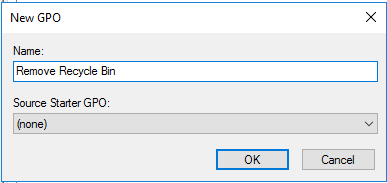 New GPO
Name:
Remove Recycle Bin
Source Starter GPO:
(none)
OK
Cancel